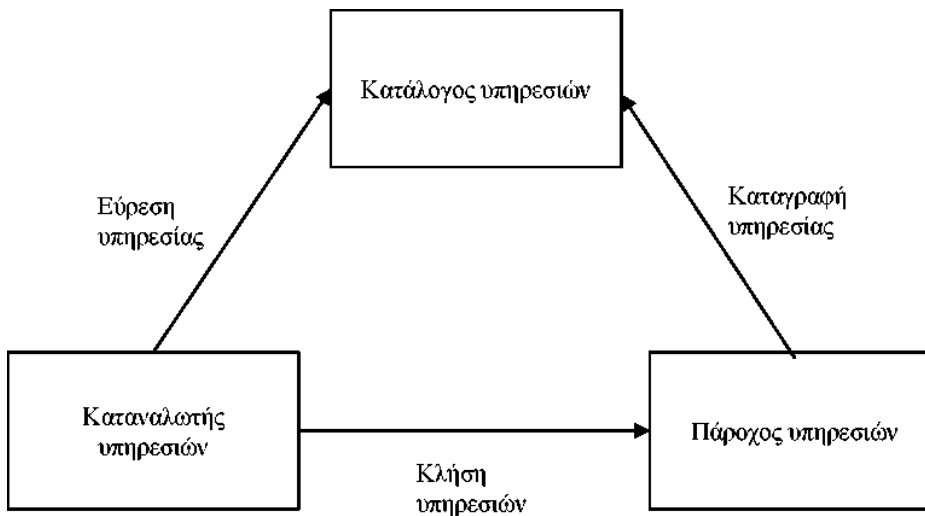 Κατάλογος υπηρεσιών
Εύρεση
υπηρεσίας
Καταγραφή
υπηρεσίας
Καταναλωτής
υπηρεσιών
Πάροχος υπηρεσιών
Κλήση
υπηρεσιών